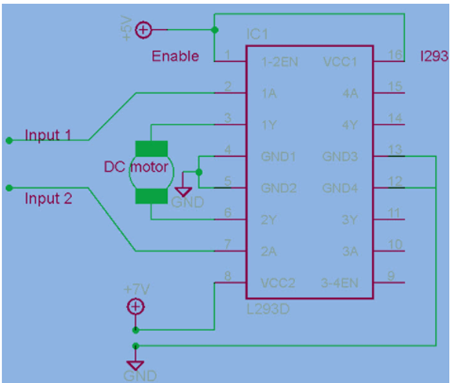 +5V
IC1
Enable
1 1-2EN VCC1 16 I293
2 1A 4A 15
Input 1
3 1Y 4Y 14
4 GND1 GND3 13
DC motor
5 GND2 GND4 12
GND
Input 2
6 2Y 3Y 11
7 2A 3A 10
8 VCC2 3-4EN 9
+7V
L293D
GND